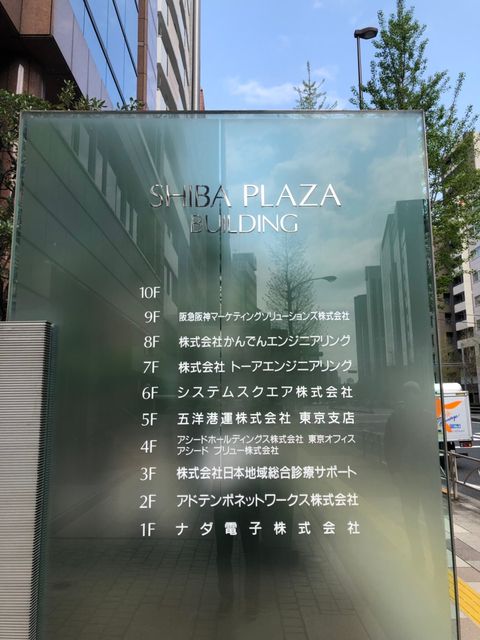 SHIBA PLAZA
BUILDING
10F
9F 阪急阪神マーケティングソリューションズ株式会社
8F 株式会社かんでんエンジニアリング
7F 株式会社 トーアエンジニアリング
6F システムスクエア株式会社
5F 五洋港運株式会社 東京支店
4F アシードホールディングス株式会社 東京オフィス
アシード ブリュー株式会社
3F 株式会社日本地域総合診療サポート
2F アドテンポネットワークス株式会社
1F ナダ電子株式会社